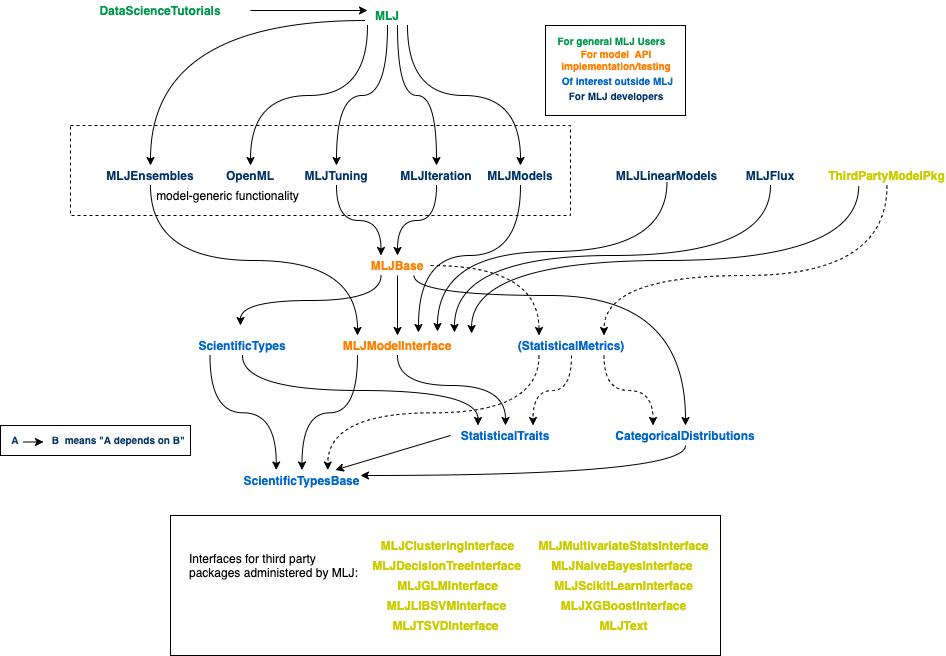 DataScienceTutorials
MLJ
For general MLJ Users
For model API
implementation/testing
Of interest outside MLJ
For MLJ developers
MLJEnsembles
OpenML
MLJTuning
MLJIteration
MLJModels
MLJLinearModels
MLJFlux
ThirdPartyModelPkg
model-generic functionality
MLJBase
ScientificTypes
MLJModelInterface
(StatisticalMetrics)
A
B means "A depends on B"
StatisticalTraits
CategoricalDistributions
ScientificTypesBase
Interfaces for third party
packages administered by MLJ:
MLJClusteringInterface
MLJDecisionTreeInterface
MLJGLMInterface
MLJLIBSVMInterface
MLJTSVDInterface
MLJMultivariateStatsInterface
MLJNaiveBayesInterface
MLJScikitLearnInterface
MLJXGBoostInterface
MLJText